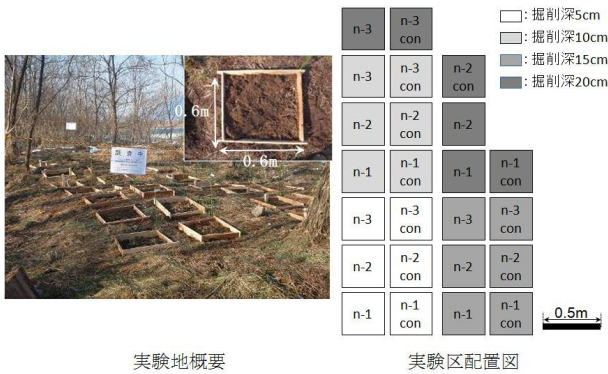 n-3
n-3
con
□: 掘削深5cm
□: 掘削深10cm
■: 掘削深15cm
■: 掘削深20cm
n-3
n-3
con
n-2
con
n-2
n-2
con
n-2
n-1
n-1
con
n-1
n-1
con
n-3
n-3
con
n-3
n-3
con
n-2
n-2
con
n-2
n-2
con
n-1
n-1
con
n-1
n-1
con
0.5m
0.6m
0.6m
調査中
実験地概要
実験区配置図